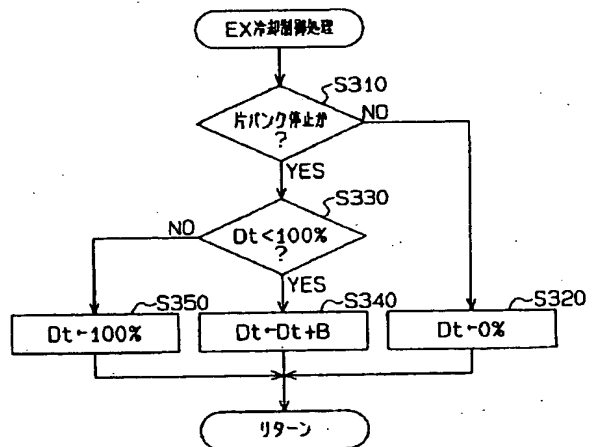 EX冷却制御処理
S310
片バンク停止か
?
NO
YES
S330
Dt<100%
?
NO
YES
S350
Dt←100%
S340
Dt←Dt+B
S320
Dt←0%
リターン